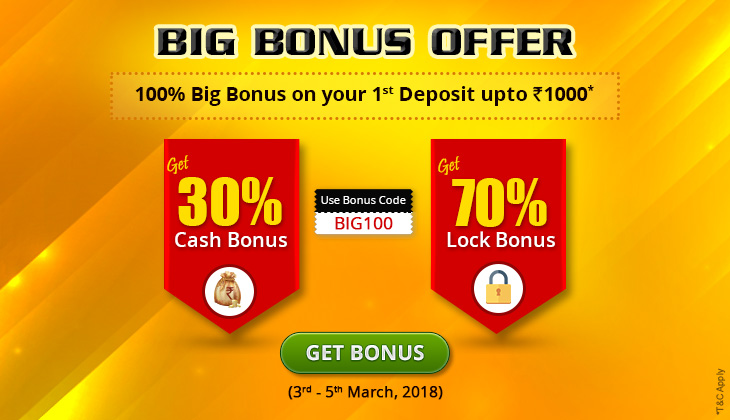 BIG BONUS OFFER
100% Big Bonus on your 1st Deposit upto ₹1000*
Get
30%
Cash Bonus
Use Bonus Code
BIG100
Get
70%
Lock Bonus
GET BONUS
(3rd - 5th March, 2018)
*T&C Apply